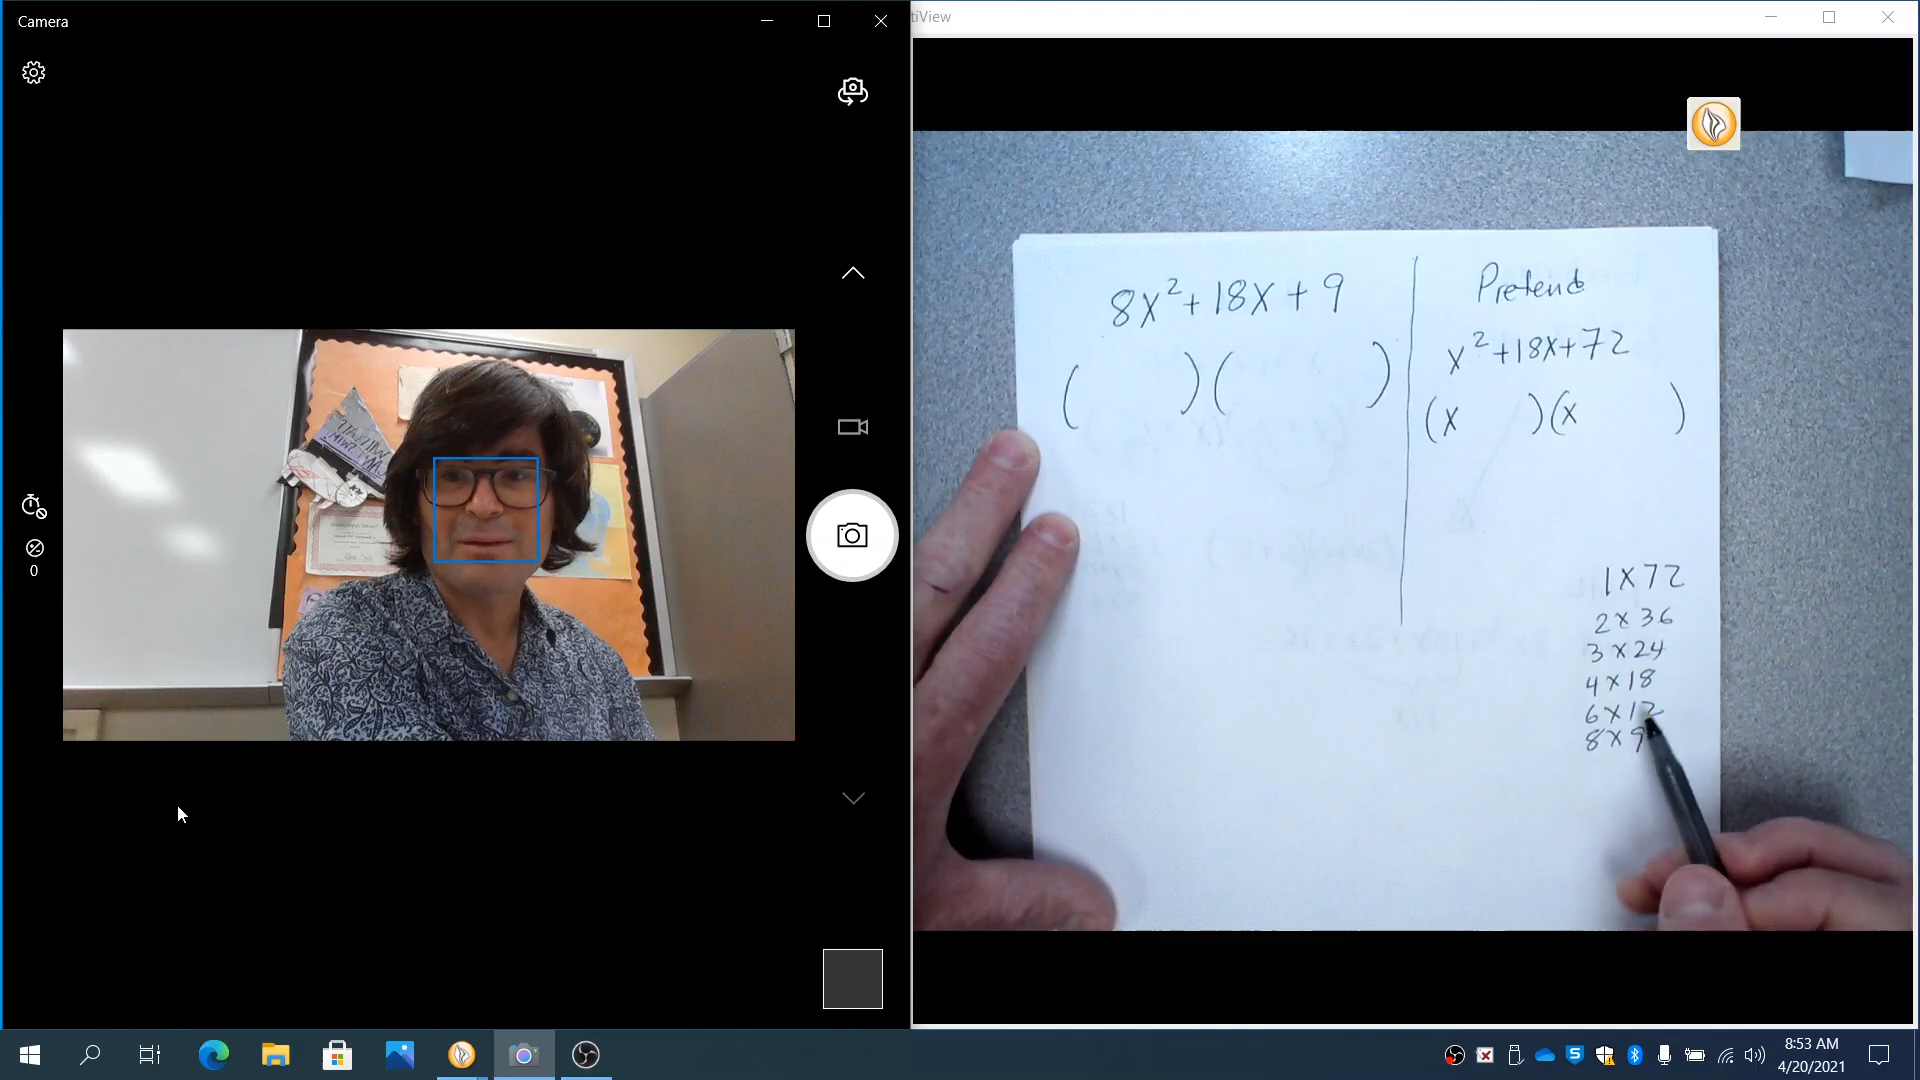 Camera
tiView
0
8x²+18x+9
( )( )
Pretend
x²+18x+72
(x )(x )
1x72
2x36
3x24
4x18
6x12
8x9
8:53 AM
4/20/2021